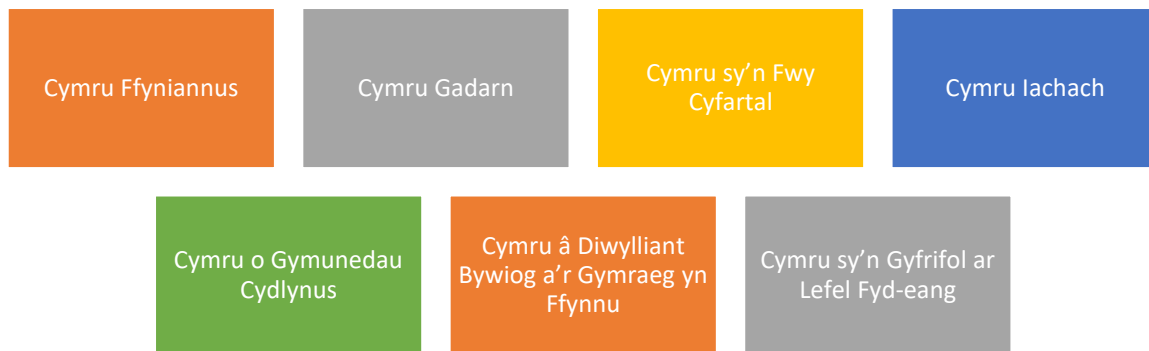 Cymru Ffyniannus
Cymru Gadarn
Cymru sy’n Fwy
Cyfartal
Cymru Iachach
Cymru o Gymunedau
Cydlynus
Cymru â Diwylliant
Bywiog a’r Gymraeg yn
Ffynnu
Cymru sy’n Gyfrifol ar
Lefel Fyd-eang